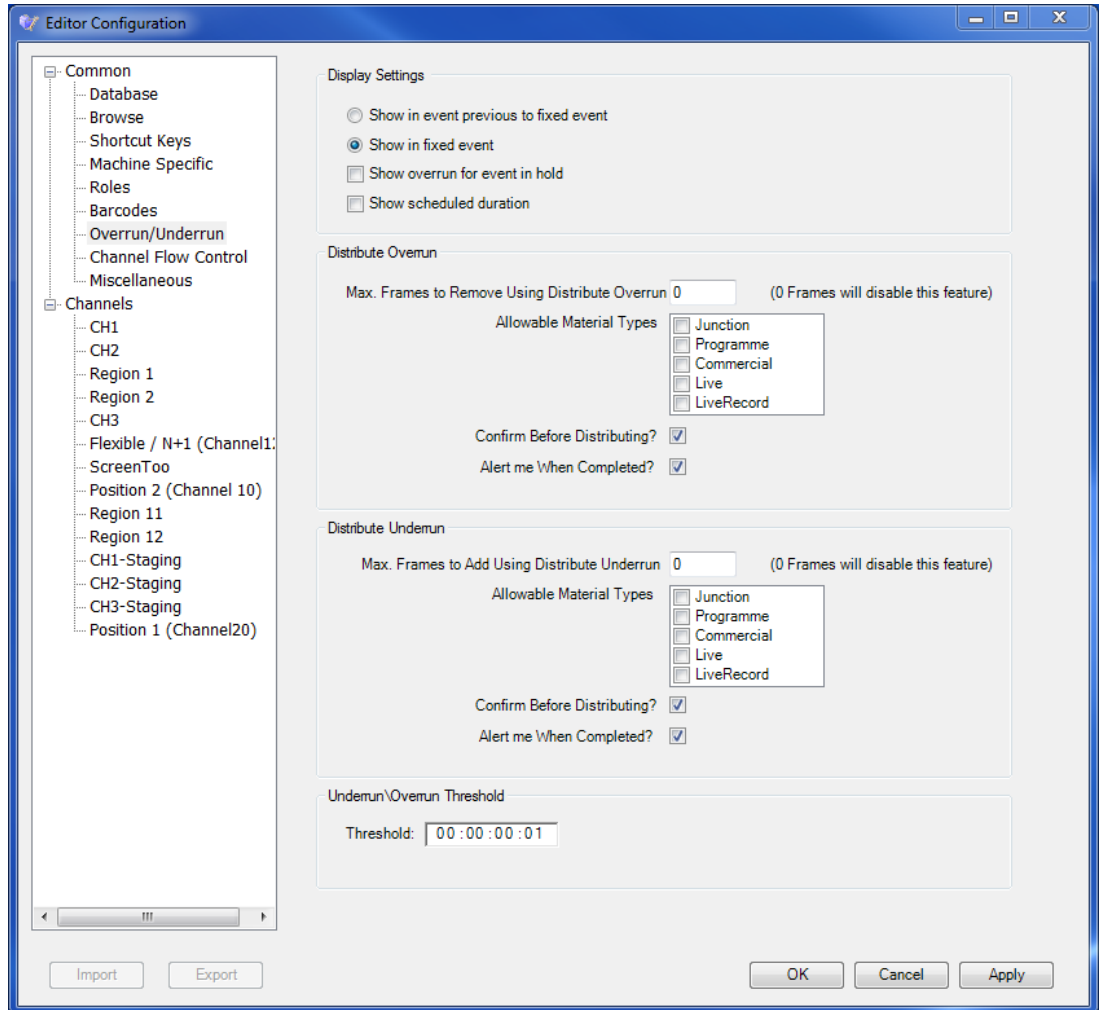 Editor Configuration
Common
Database
Browse
Shortcut Keys
Machine Specific
Roles
Barcodes
Overrun/Underrun
Channel Flow Control
Miscellaneous
Channels
CH1
CH2
Region 1
Region 2
CH3
Flexible / N+1 (Channel1
ScreenToo
Position 2 (Channel 10)
Region 11
Region 12
CH1-Staging
CH2-Staging
CH3-Staging
Position 1 (Channel20)
Display Settings
Show in event previous to fixed event
Show in fixed event
Show overrun for event in hold
Show scheduled duration
Distribute Overrun
Max. Frames to Remove Using Distribute Overrun 0 (0 Frames will disable this feature)
Allowable Material Types
Junction
Programme
Commercial
Live
LiveRecord
Confirm Before Distributing?
Alert me When Completed?
Distribute Underrun
Max. Frames to Add Using Distribute Underrun 0 (0 Frames will disable this feature)
Allowable Material Types
Junction
Programme
Commercial
Live
LiveRecord
Confirm Before Distributing?
Alert me When Completed?
Underrun\Overrun Threshold
Threshold: 00:00:00:01
Import Export OK Cancel Apply